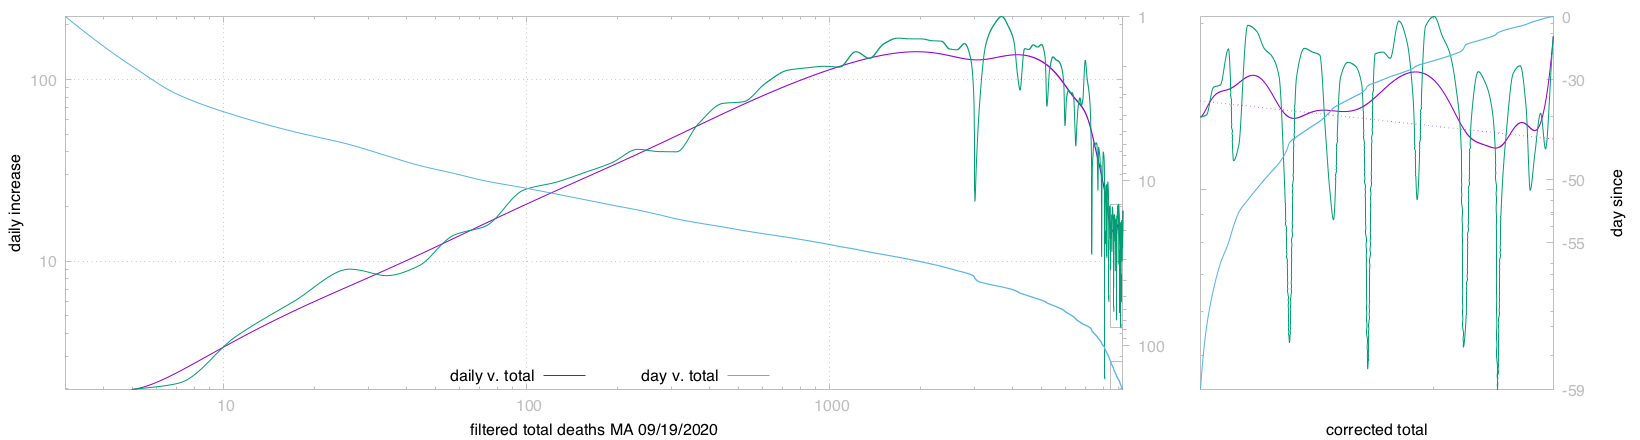 daily increase
100
10
10
100
1000
1
10
100
daily v. total
day v. total
filtered total deaths MA 09/19/2020
0
-30
-50
-55
-59
day since
corrected total